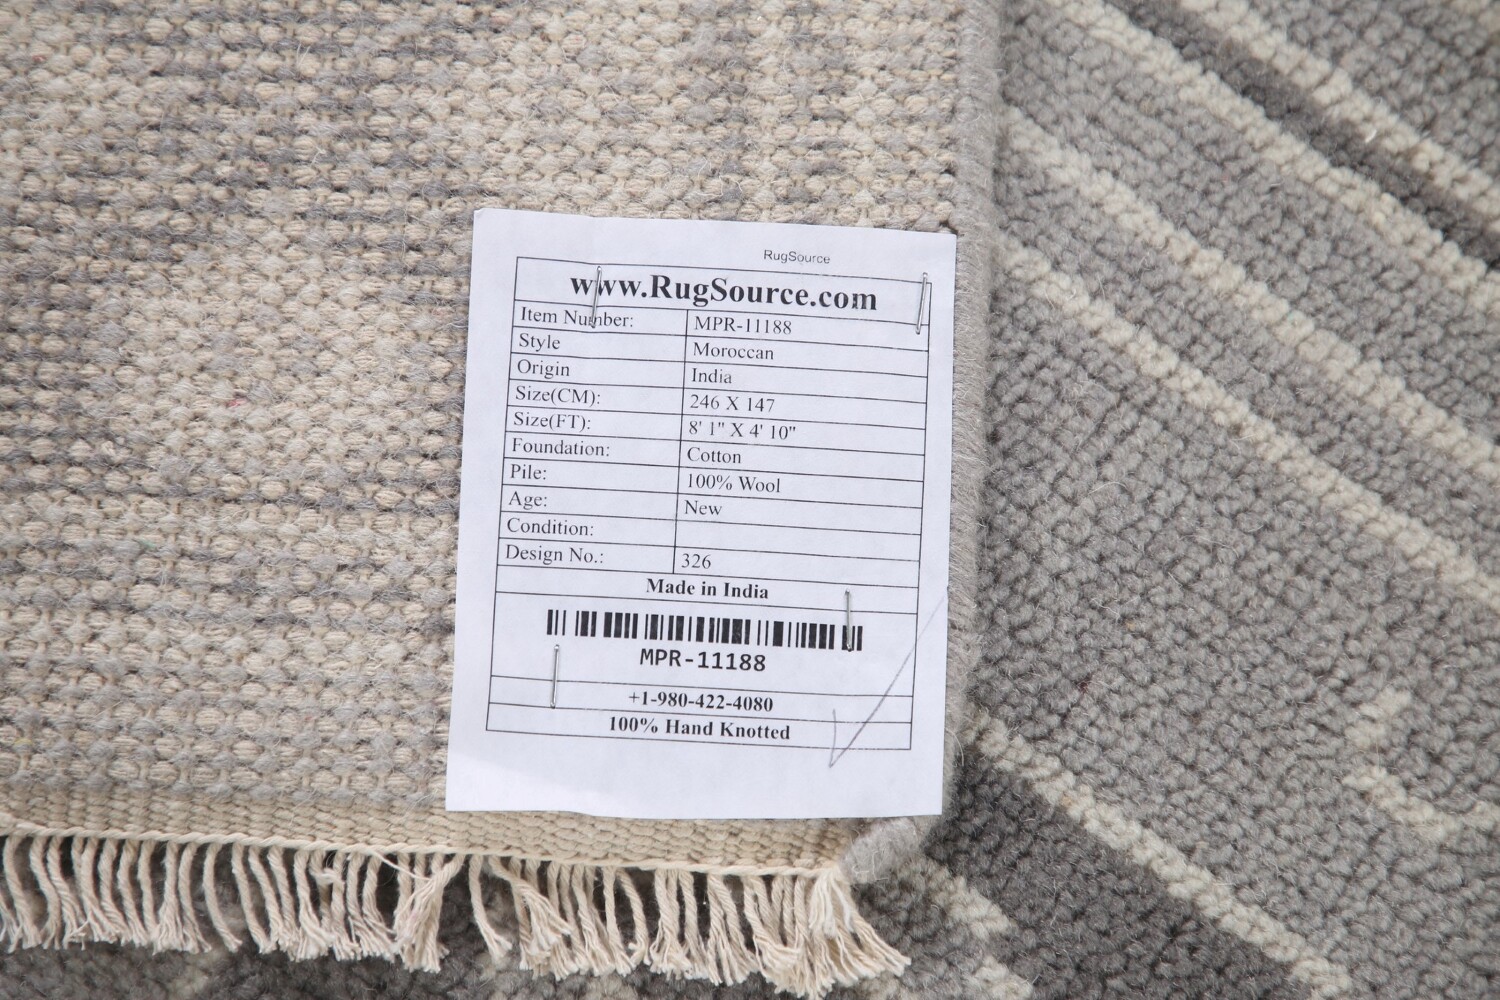 RugSource
www.RugSource.com
Item Number: MPR-11188
Style Moroccan
Origin India
Size(CM): 246 X 147
Size(FT): 8' 1" X 4' 10"
Foundation: Cotton
Pile: 100% Wool
Age: New
Condition:
Design No.: 326
Made in India
MPR-11188
+1-980-422-4080
100% Hand Knotted